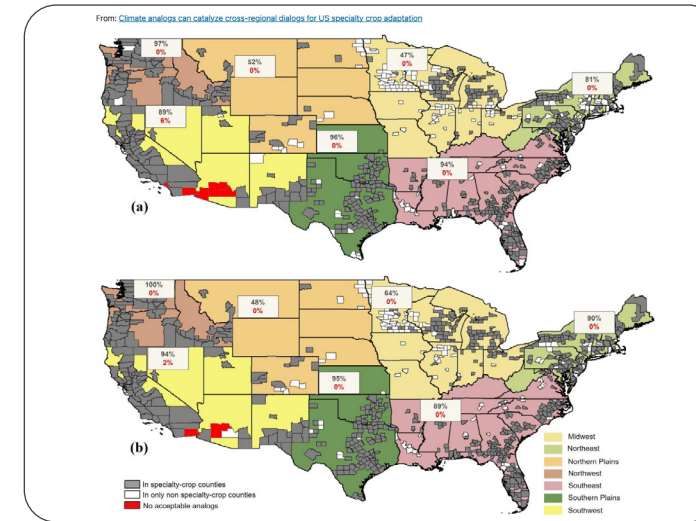 From: Climate analogs can catalyze cross-regional dialogs for US specialty crop adaptation
97%
0%
52%
0%
47%
0%
81%
0%
89%
6%
96%
0%
94%
0%
(a)
100%
0%
48%
0%
64%
0%
90%
0%
94%
2%
95%
0%
89%
0%
(b)
Midwest
Northeast
Northern Plains
Northwest
Southeast
Southern Plains
Southwest
In specialty-crop counties
In only non specialty-crop counties
No acceptable analogs